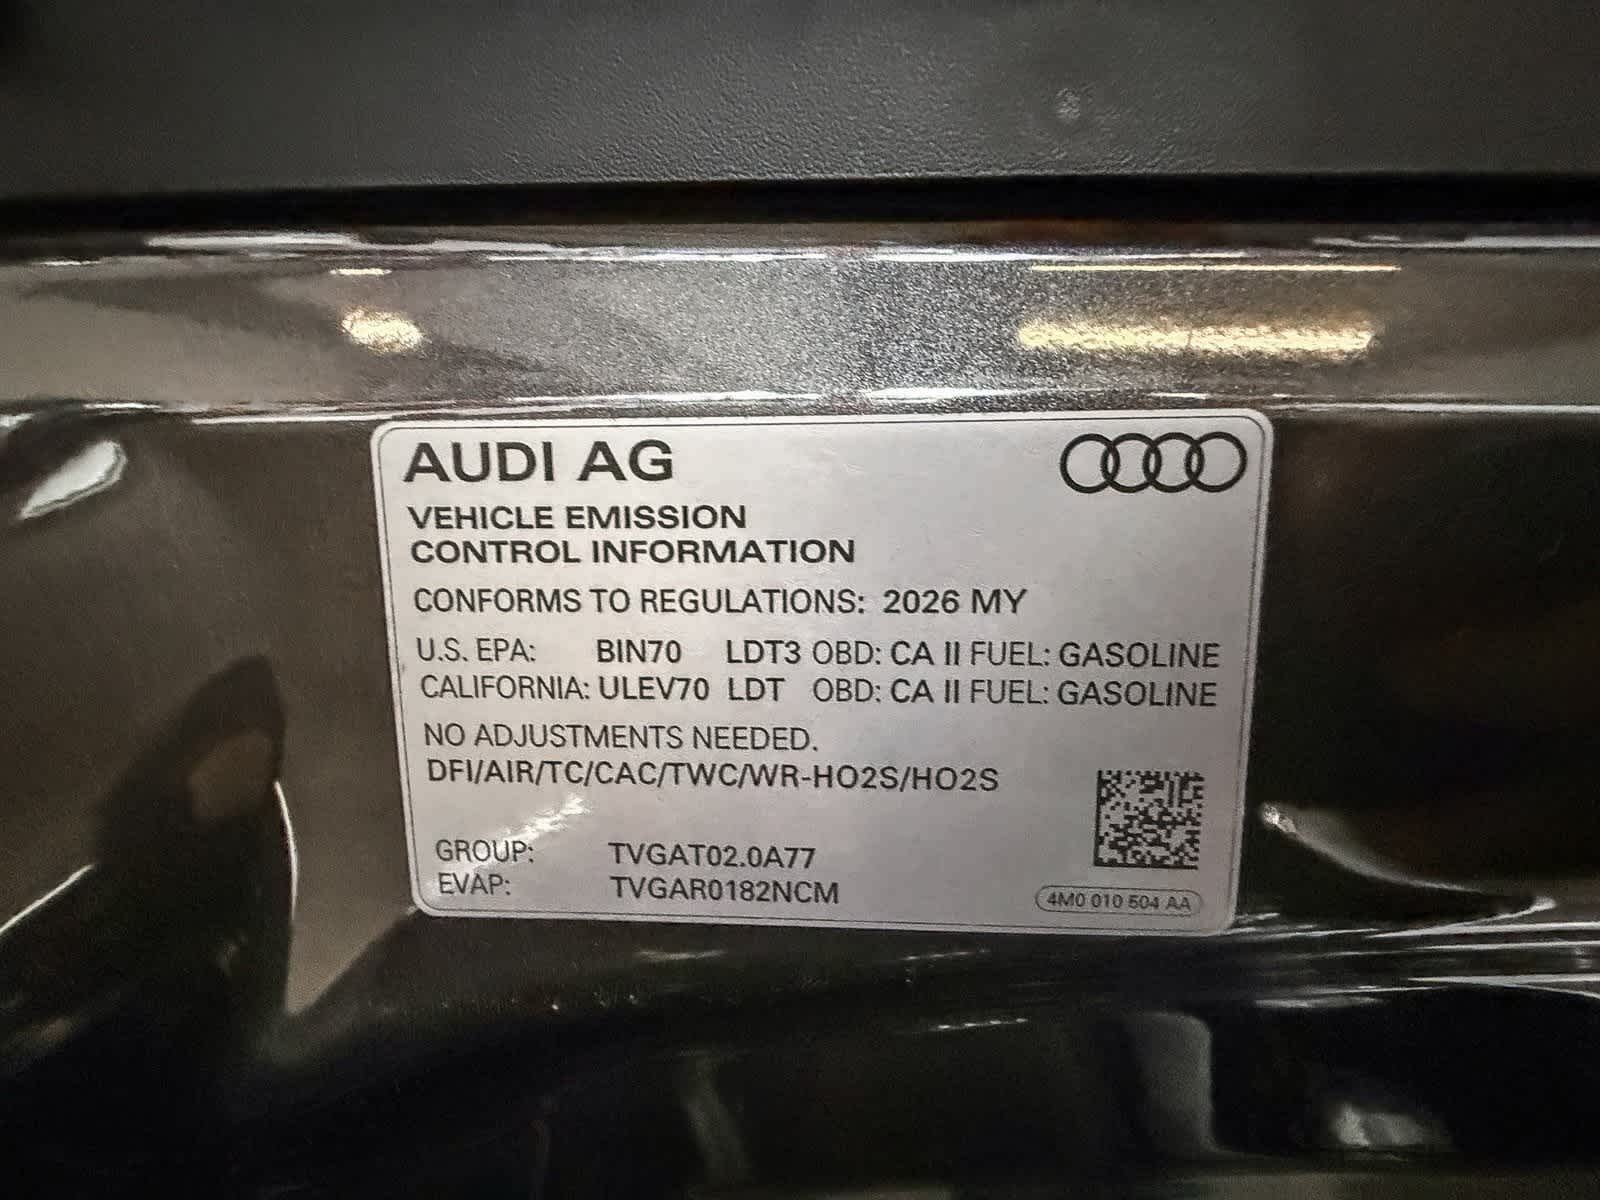 AUDI AG
VEHICLE EMISSION
CONTROL INFORMATION
CONFORMS TO REGULATIONS: 2026 MY
U.S. EPA: BIN70 LDT3 OBD: CA II FUEL: GASOLINE
CALIFORNIA: ULEV70 LDT OBD: CA II FUEL: GASOLINE
NO ADJUSTMENTS NEEDED.
DFI/AIR/TC/CAC/TWC/WR-HO2S/HO2S
GROUP: TVGAT02.0A77
EVAP: TVGAR0182NCM
4M0 010 504 AA